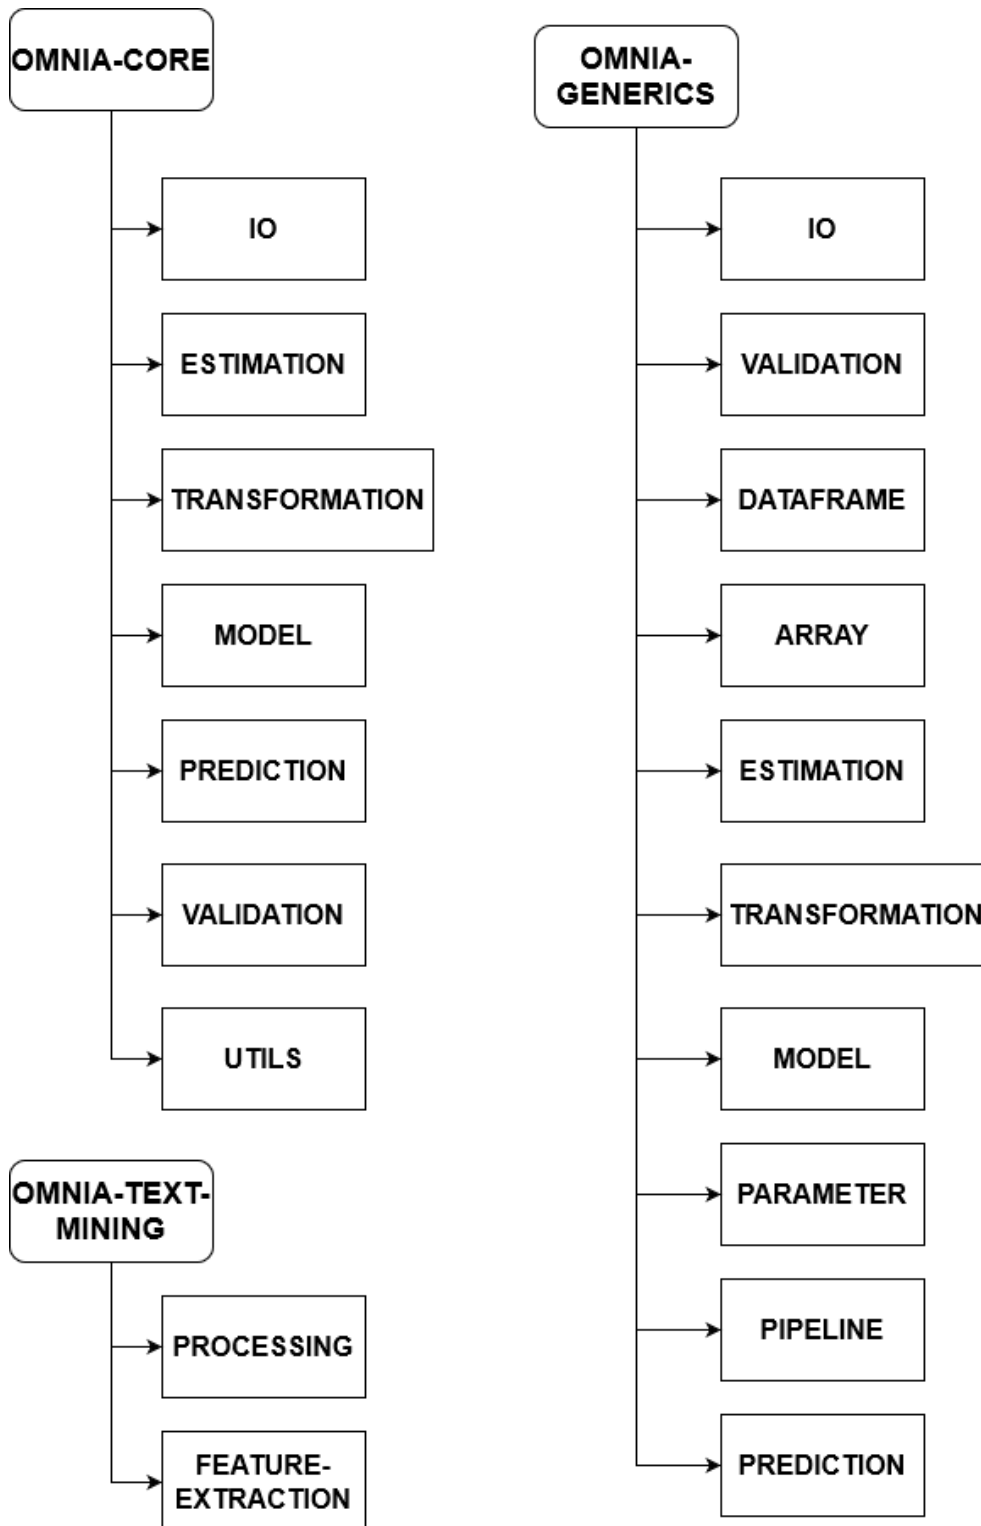 OMNIA-CORE
IO
ESTIMATION
TRANSFORMATION
MODEL
PREDICTION
VALIDATION
UTILS
OMNIA-TEXT-
MINING
PROCESSING
FEATURE-
EXTRACTION
OMNIA-
GENERICS
IO
VALIDATION
DATAFRAME
ARRAY
ESTIMATION
TRANSFORMATION
MODEL
PARAMETER
PIPELINE
PREDICTION